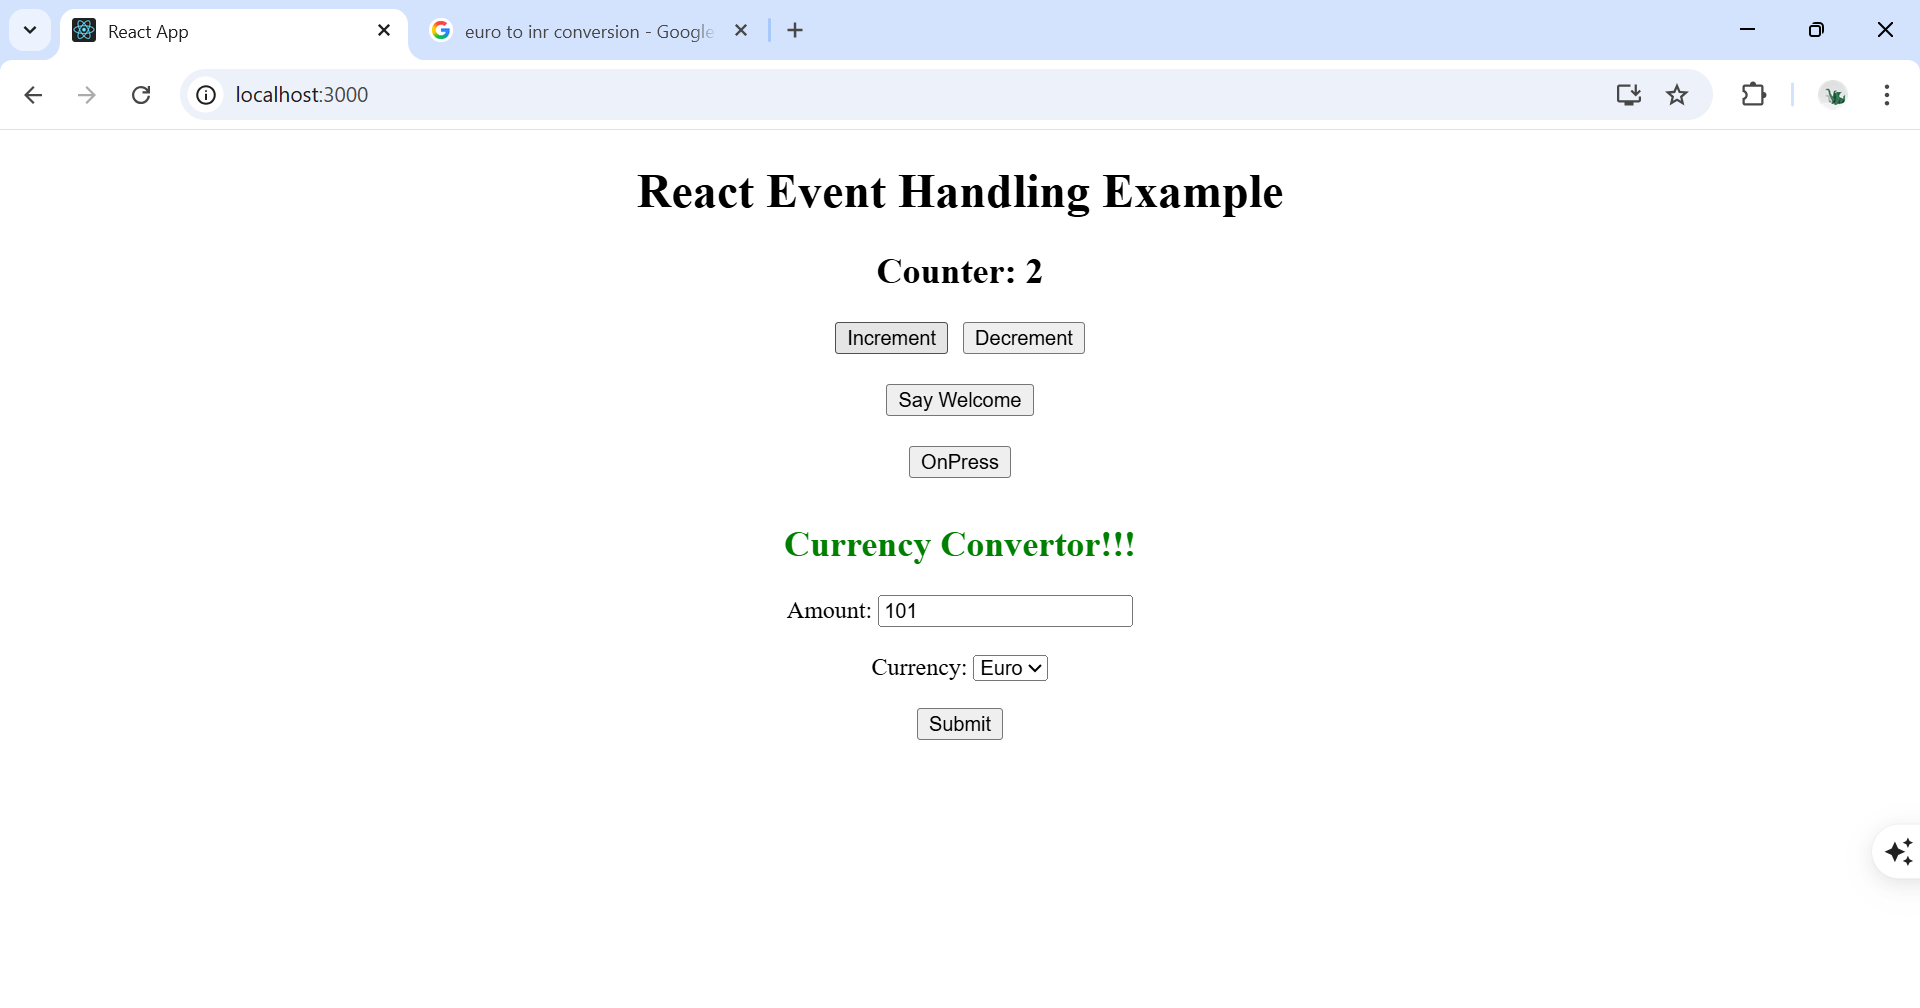 React App
euro to inr conversion - Google
localhost:3000
React Event Handling Example
Counter: 2
Increment Decrement
Say Welcome
OnPress
Currency Convertor!!!
Amount: 101
Currency: Euro
Submit